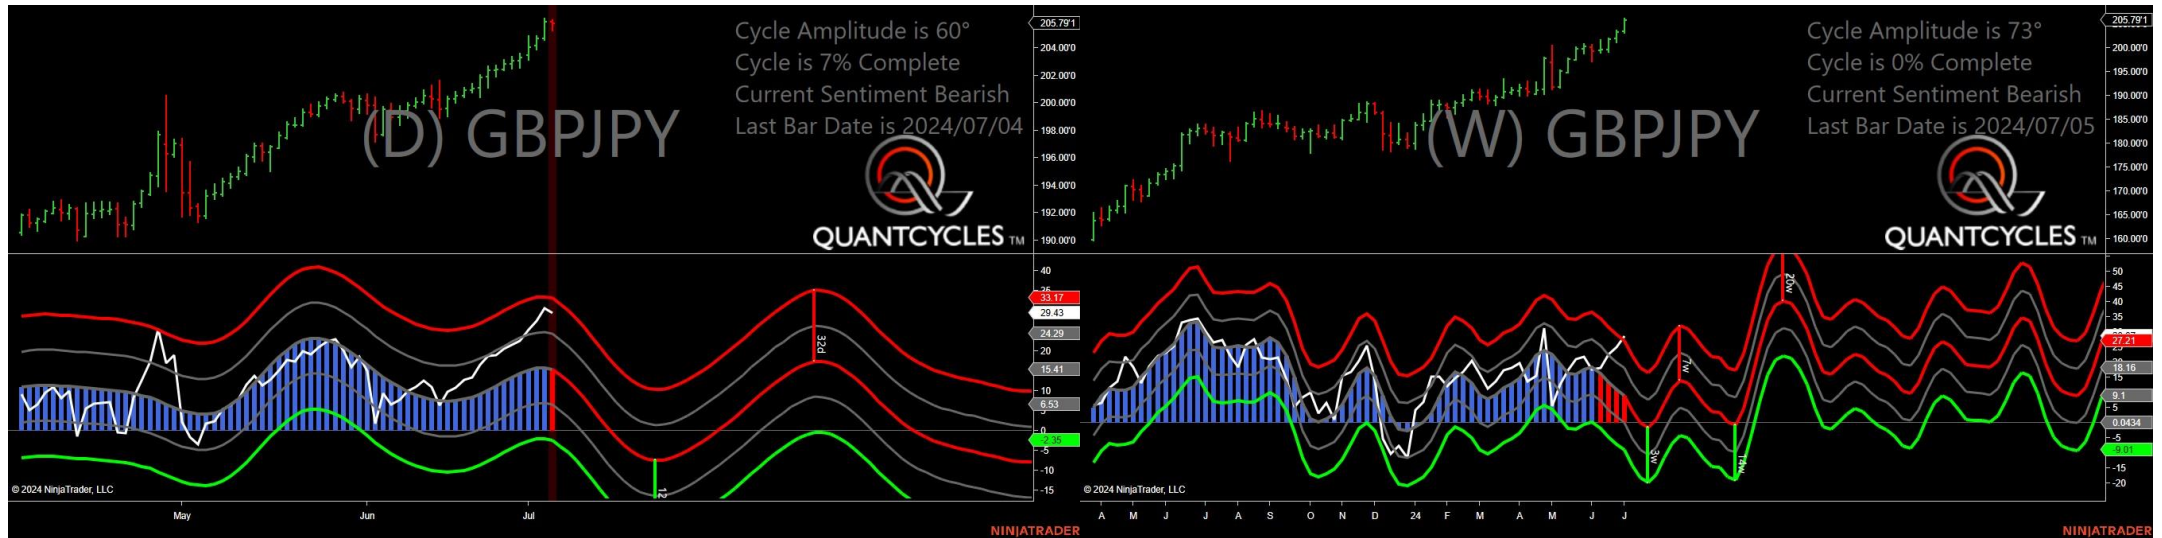 Cycle Amplitude is 60°
Cycle is 7% Complete
Current Sentiment Bearish
Last Bar Date is 2024/07/04
(D) GBPJPY
QUANTCYCLES TM
205.79'1
204.00'0
202.00'0
200.00'0
198.00'0
196.00'0
194.00'0
192.00'0
190.00'0
40
33.17
29.43
24.29
20
15.41
10
6.53
0
-2.35
-5
-10
-15
32d
12
© 2024 NinjaTrader, LLC
May Jun Jul
NINJATRADER
Cycle Amplitude is 73°
Cycle is 0% Complete
Current Sentiment Bearish
Last Bar Date is 2024/07/05
(W) GBPJPY
QUANTCYCLES TM
205.79'1
200.00'0
195.00'0
190.00'0
185.00'0
180.00'0
175.00'0
170.00'0
165.00'0
160.00'0
50
45
40
35
27.21
18.16
15
9.1
5
0.0434
-5
-9.01
-15
-20
20w
7w
3w
14w
© 2024 NinjaTrader, LLC
A M J J A S O N D 24 F M A M J J
NINJATRADER